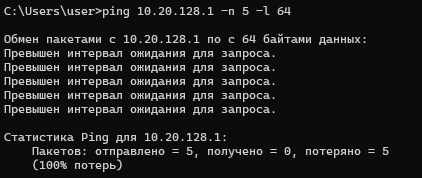 C:\Users\user>ping 10.20.128.1 -n 5 -l 64
Обмен пакетами с 10.20.128.1 по с 64 байтами данных:
Превышен интервал ожидания для запроса.
Превышен интервал ожидания для запроса.
Превышен интервал ожидания для запроса.
Превышен интервал ожидания для запроса.
Превышен интервал ожидания для запроса.
Статистика Ping для 10.20.128.1:
Пакетов: отправлено = 5, получено = 0, потеряно = 5
(100% потерь)